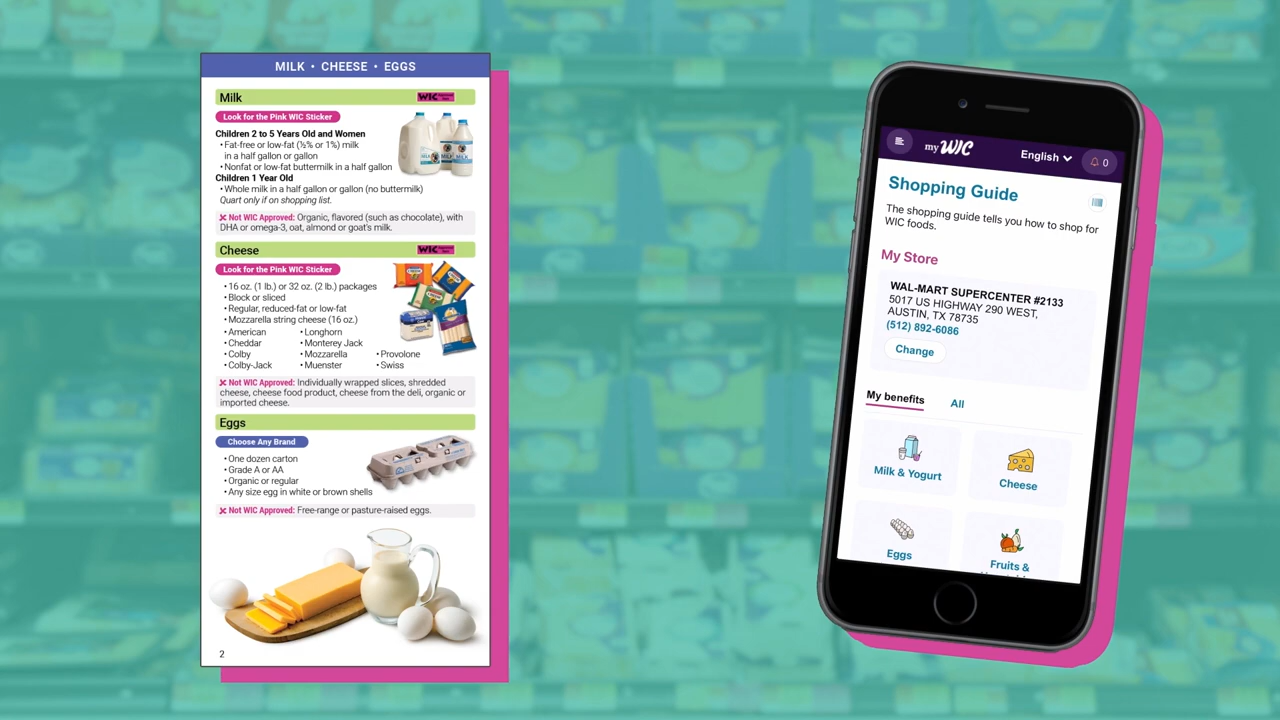 MILK • CHEESE • EGGS
Milk
WIC
Look for the Pink WIC Sticker
Children 2 to 5 Years Old and Women
• Fat-free or low-fat (½% or 1%) milk
in a half gallon or gallon
• Nonfat or low-fat buttermilk in a half gallon
Children 1 Year Old
• Whole milk in a half gallon or gallon (no buttermilk)
Quart only if on shopping list.
Not WIC Approved: Organic, flavored (such as chocolate), with
DHA or omega-3, oat, almond or goat's milk.
Cheese
WIC
Look for the Pink WIC Sticker
• 16 oz. (1 lb.) or 32 oz. (2 lb.) packages
• Block or sliced
• Regular, reduced-fat or low-fat
• Mozzarella string cheese (16 oz.)
• American
• Cheddar
• Colby
• Colby-Jack
• Longhorn
• Monterey Jack
• Mozzarella
• Muenster
• Provolone
• Swiss
Not WIC Approved: Individually wrapped slices, shredded
cheese, cheese food product, cheese from the deli, organic or
imported cheese.
Eggs
Choose Any Brand
• One dozen carton
• Grade A or AA
• Organic or regular
• Any size egg in white or brown shells
Not WIC Approved: Free-range or pasture-raised eggs.
2
my WIC
English
0
Shopping Guide
The shopping guide tells you how to shop for
WIC foods.
My Store
WAL-MART SUPERCENTER #2133
5017 US HIGHWAY 290 WEST,
AUSTIN, TX 78735
(512) 892-6086
Change
My benefits
All
Milk & Yogurt
Cheese
Eggs
Fruits &